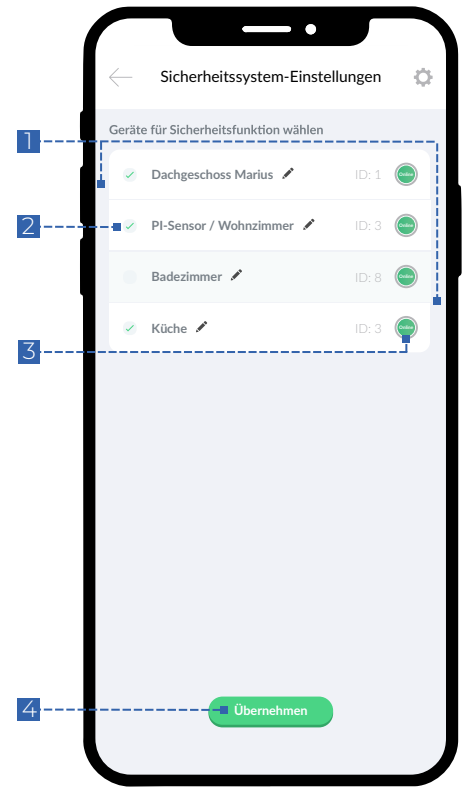 Sicherheitssystem-Einstellungen
Geräte für Sicherheitsfunktion wählen
1
Dachgeschoss Marius ID: 1 Online
2
PI-Sensor / Wohnzimmer ID: 3 Online
Badezimmer ID: 8 Online
Küche ID: 3 Online
3
4
Übernehmen